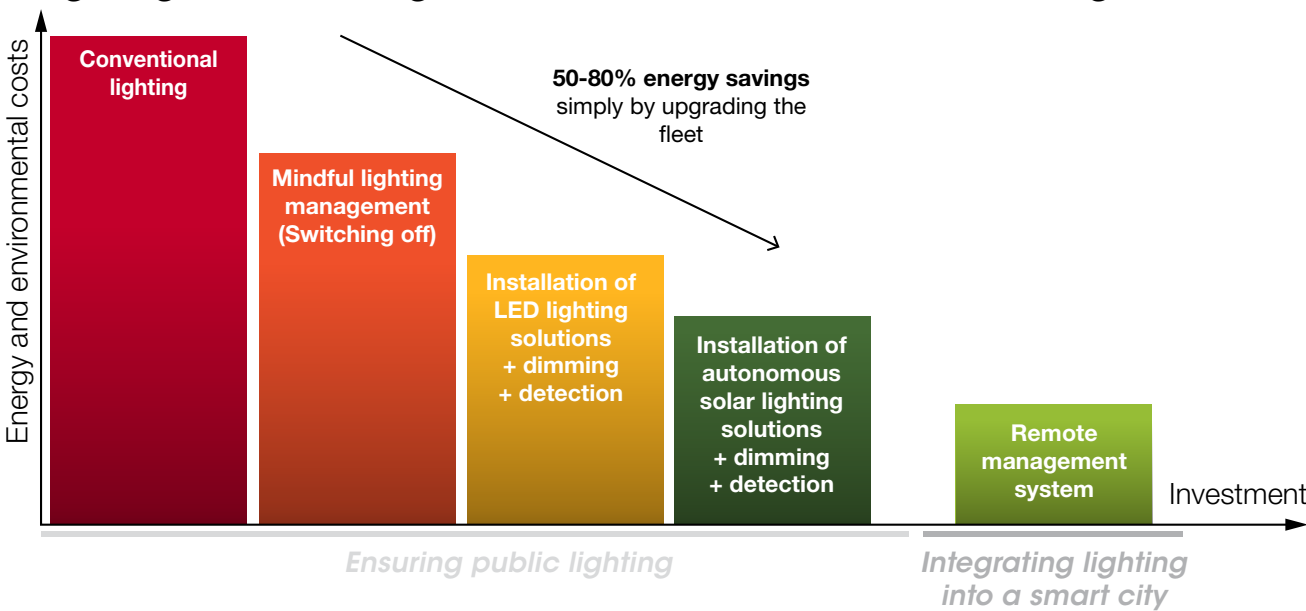 Energy and environmental costs
Conventional
lighting
50-80% energy savings
simply by upgrading the
fleet
Mindful lighting
management
(Switching off)
Installation of
LED lighting
solutions
+ dimming
+ detection
Installation of
autonomous
solar lighting
solutions
+ dimming
+ detection
Remote
management
system
Investment
Ensuring public lighting
Integrating lighting
into a smart city